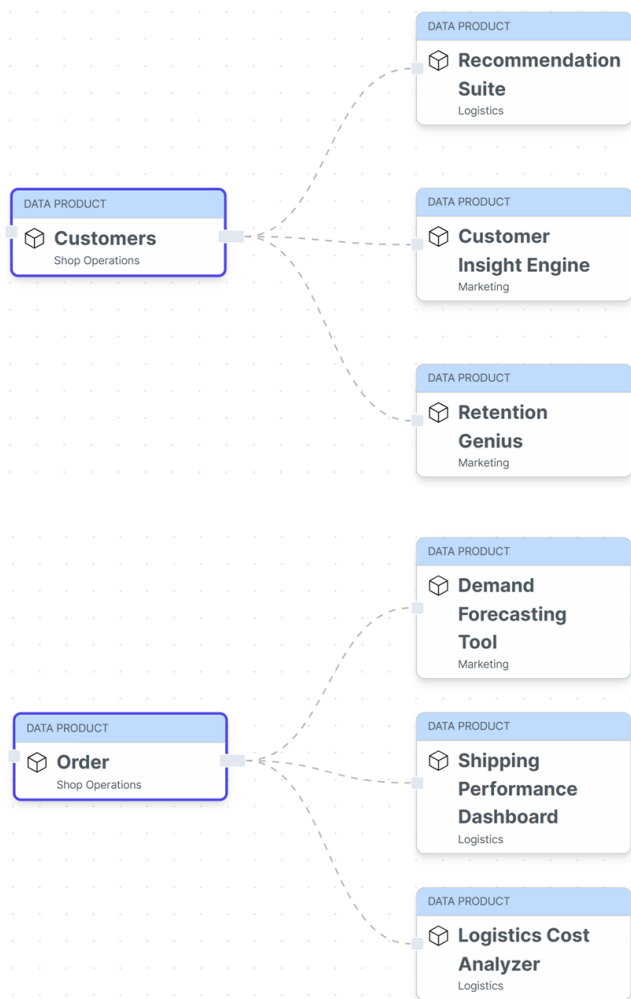 DATA PRODUCT
Recommendation
Suite
Logistics
DATA PRODUCT
Customers
Shop Operations
DATA PRODUCT
Customer
Insight Engine
Marketing
DATA PRODUCT
Retention
Genius
Marketing
DATA PRODUCT
Demand
Forecasting
Tool
Marketing
DATA PRODUCT
Order
Shop Operations
DATA PRODUCT
Shipping
Performance
Dashboard
Logistics
DATA PRODUCT
Logistics Cost
Analyzer
Logistics